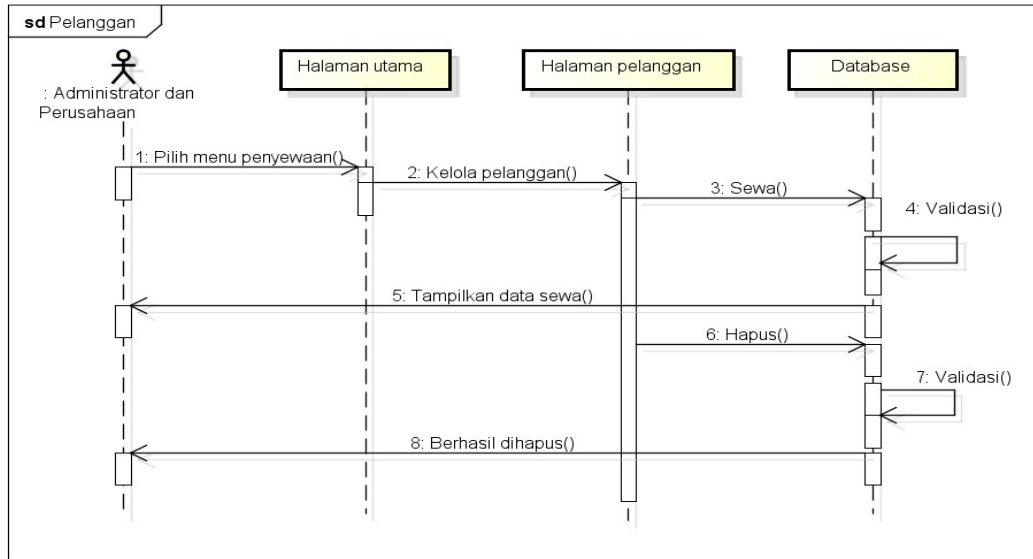 sd Pelanggan
Halaman utama
Halaman pelanggan
Database
: Administrator dan
Perusahaan
1: Pilih menu penyewaan()
2: Kelola pelanggan()
3: Sewa()
4: Validasi()
5: Tampilkan data sewa()
6: Hapus()
7: Validasi()
8: Berhasil dihapus()